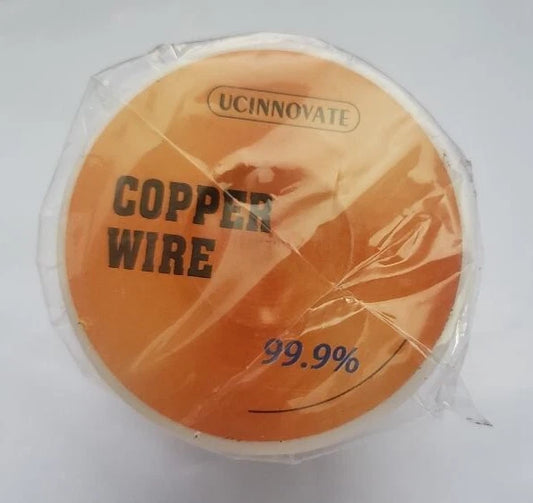 UCINNOVATE
COPPER
WIRE
99.9%